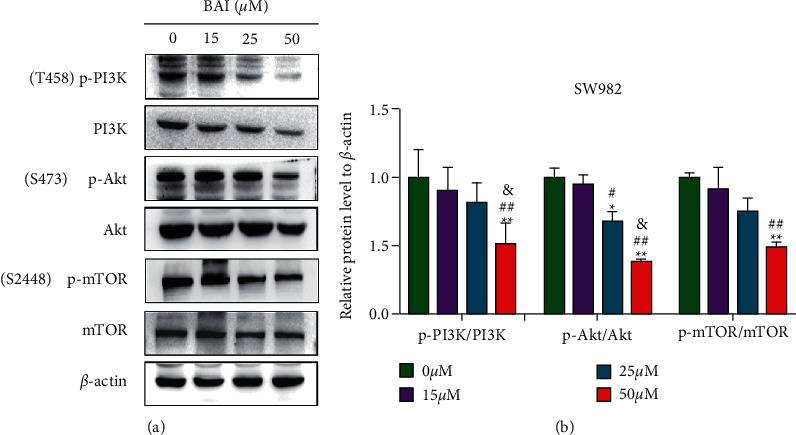 BAI (μM)
0 15 25 50
(T458) p-PI3K
PI3K
(S473) p-Akt
Akt
(S2448) p-mTOR
mTOR
β-actin
(a)
SW982
Relative protein level to β-actin
1.5
1.0
1.5
0.0
&
##
**
#
*
&
##
**
##
**
p-PI3K/PI3K p-Akt/Akt p-mTOR/mTOR
0μM 25μM
15μM 50μM
(b)